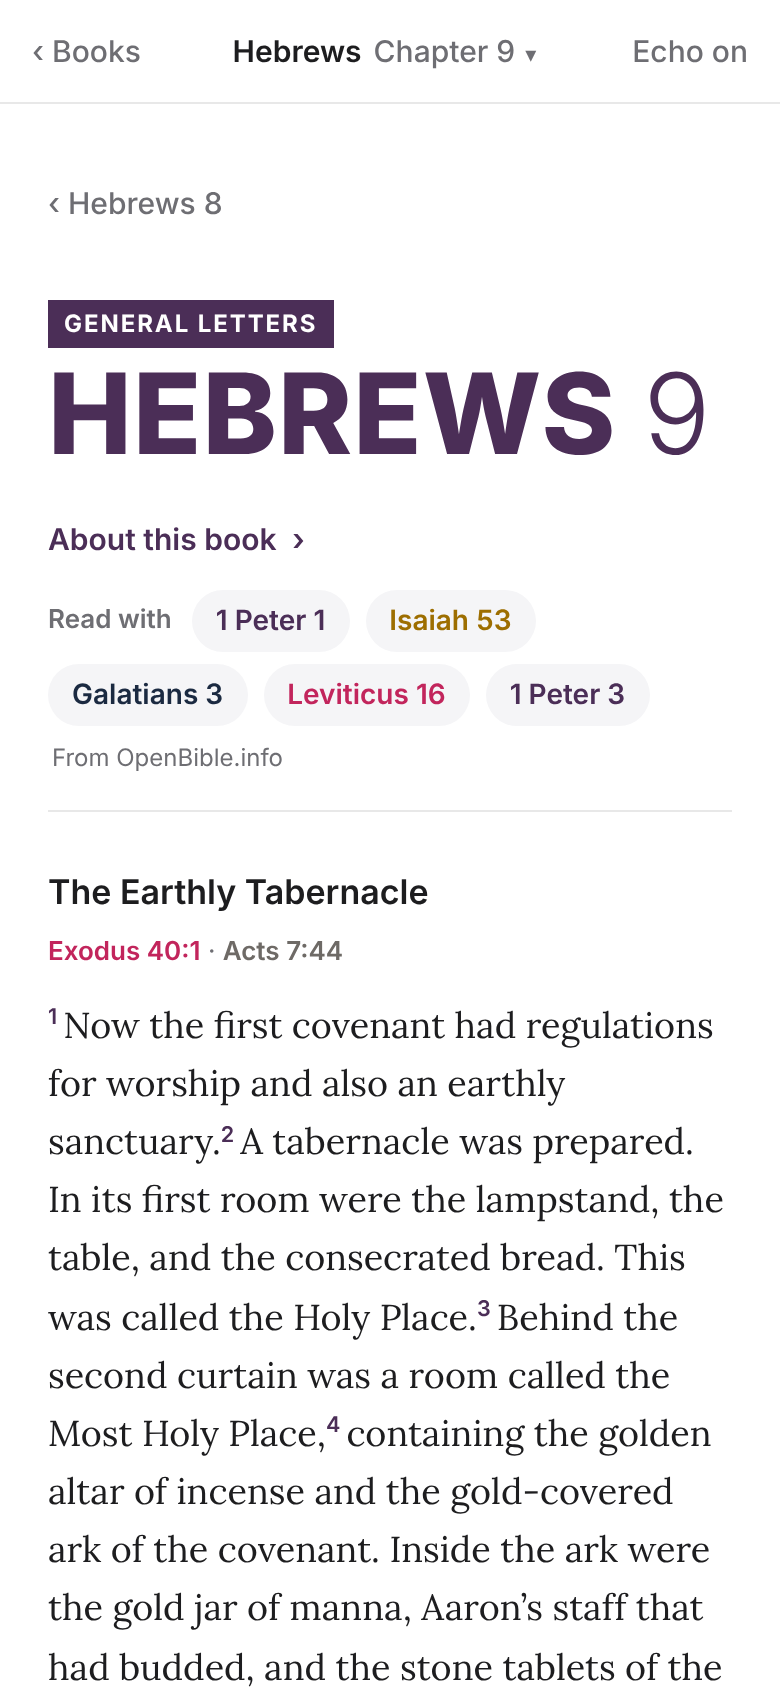 ‹ Books Hebrews Chapter 9 ▾ Echo on
‹ Hebrews 8
GENERAL LETTERS
HEBREWS 9
About this book ›
Read with 1 Peter 1 Isaiah 53
Galatians 3 Leviticus 16 1 Peter 3
From OpenBible.info
The Earthly Tabernacle
Exodus 40:1 · Acts 7:44
1 Now the first covenant had regulations
for worship and also an earthly
sanctuary.2 A tabernacle was prepared.
In its first room were the lampstand, the
table, and the consecrated bread. This
was called the Holy Place.3 Behind the
second curtain was a room called the
Most Holy Place,4 containing the golden
altar of incense and the gold-covered
ark of the covenant. Inside the ark were
the gold jar of manna, Aaron’s staff that
had budded, and the stone tablets of the